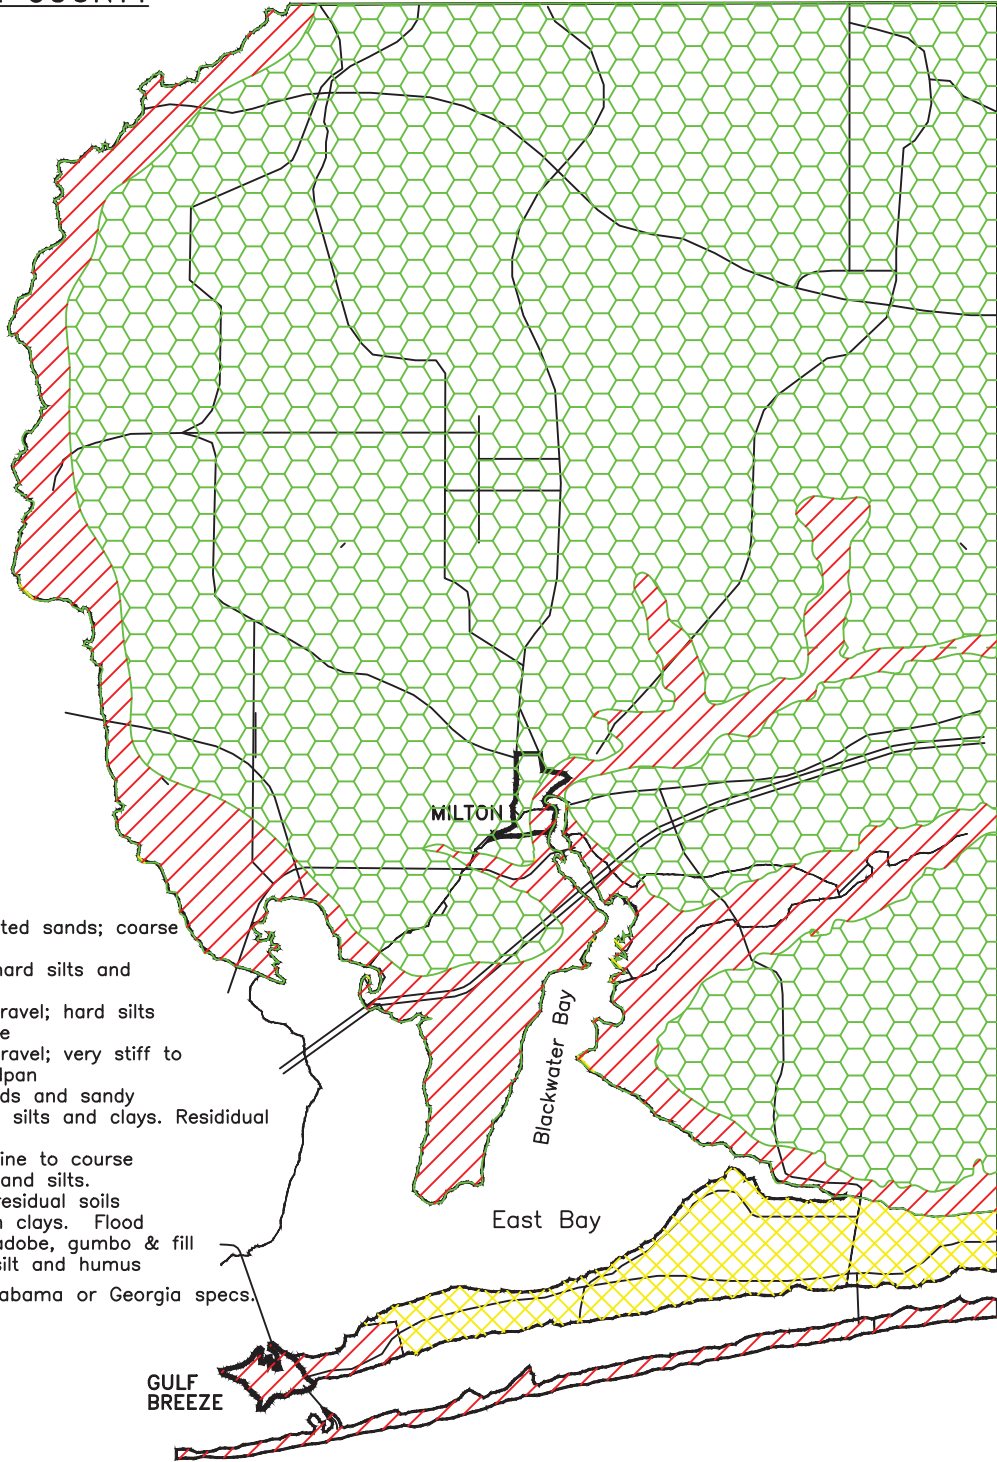 COUNTY
MILTON
ted sands; coarse
hard silts and
ravel; hard silts
e
ravel; very stiff to
dpan
ds and sandy
silts and clays. Resididual
ine to course
and silts.
residual soils
n clays. Flood
adobe, gumbo & fill
silt and humus
abama or Georgia specs.
Blackwater Bay
East Bay
GULF
BREEZE